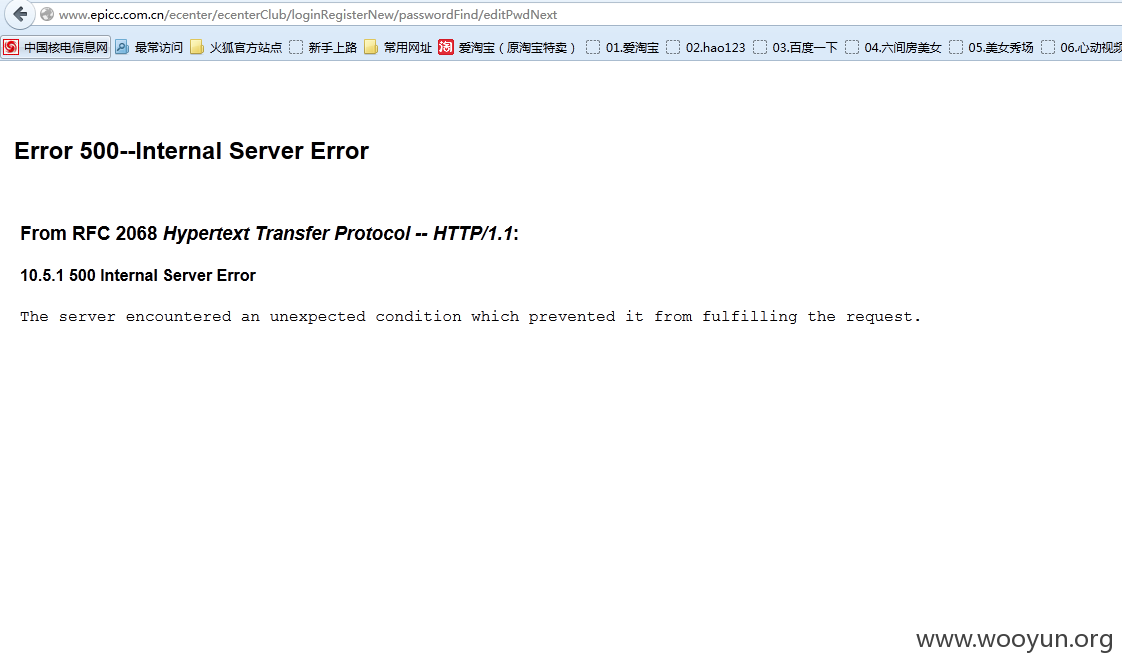 www.epicc.com.cn/ecenter/ecenterClub/loginRegisterNew/passwordFind/editPwdNext
中国核电信息网 最常访问 火狐官方站点 新手上路 常用网址 淘 爱淘宝（原淘宝特卖） 01.爱淘宝 02.hao123 03.百度一下 04.六间房美女 05.美女秀场 06.心动视频
Error 500--Internal Server Error
From RFC 2068 Hypertext Transfer Protocol -- HTTP/1.1:
10.5.1 500 Internal Server Error
The server encountered an unexpected condition which prevented it from fulfilling the request.
www.wooyun.org